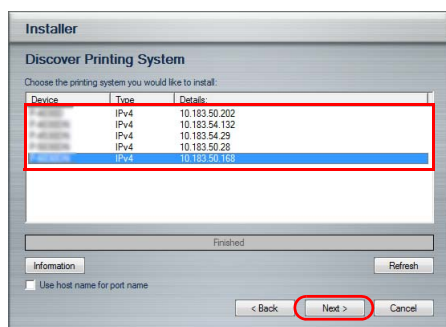 Installer
Discover Printing System
Choose the printing system you would like to install:
Device Type Details:
IPv4 10.183.50.202
IPv4 10.183.54.132
IPv4 10.183.54.29
IPv4 10.183.50.28
IPv4 10.183.50.168
Finished
Information Refresh
Use host name for port name
< Back Next > Cancel